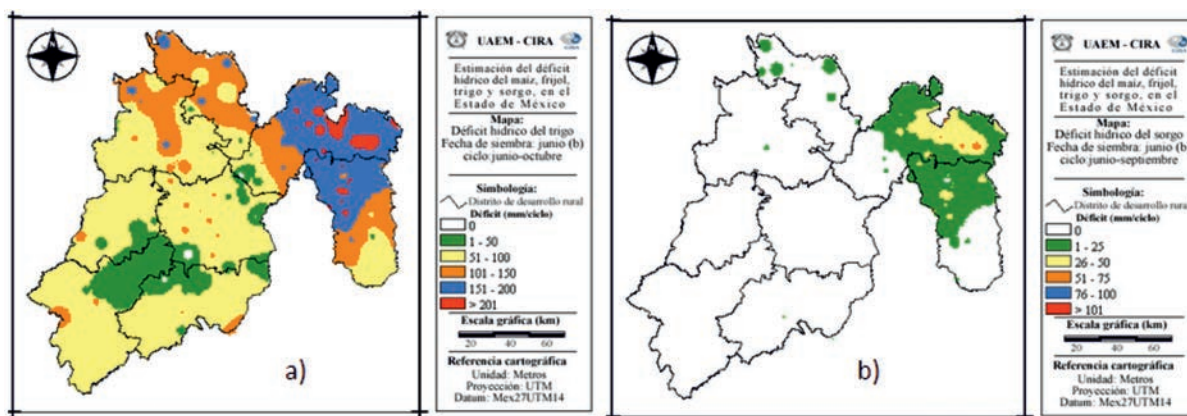 N
UAEM - CIRA
CIRA
Estimación del déficit
hídrico del maíz, frijol,
trigo y sorgo, en el
Estado de México
Mapa:
Déficit hídrico del trigo
Fecha de siembra: junio (b)
ciclo:junio-octubre
Simbología:
Distrito de desarrollo rural
Déficit (mm/ciclo)
0
1 - 50
51 - 100
101 - 150
151 - 200
> 201
Escala gráfica (km)
20 40 60
Referencia cartográfica
Unidad: Metros
Proyección: UTM
Datum: Mex27UTM14
a)
N
UAEM - CIRA
CIRA
Estimación del déficit
hídrico del maíz, frijol,
trigo y sorgo, en el
Estado de México
Mapa:
Déficit hídrico del sorgo
Fecha de siembra: junio (b)
ciclo:junio-septiembre
Simbología:
Distrito de desarrollo rural
Déficit (mm/ciclo)
0
1 - 25
26 - 50
51 - 75
76 - 100
> 101
Escala gráfica (km)
20 40 60
Referencia cartográfica
Unidad: Metros
Proyección: UTM
Datum: Mex27UTM14
b)